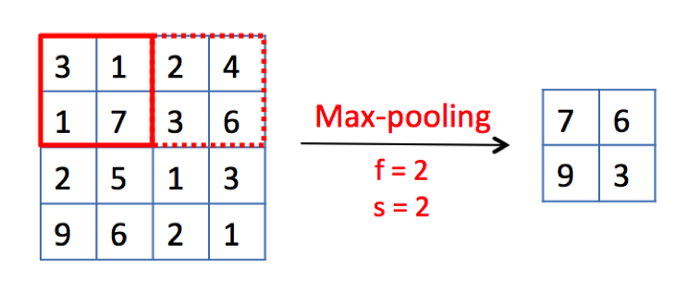 3 1 2 4
1 7 3 6
2 5 1 3
9 6 2 1
Max-pooling
f = 2
s = 2
7 6
9 3